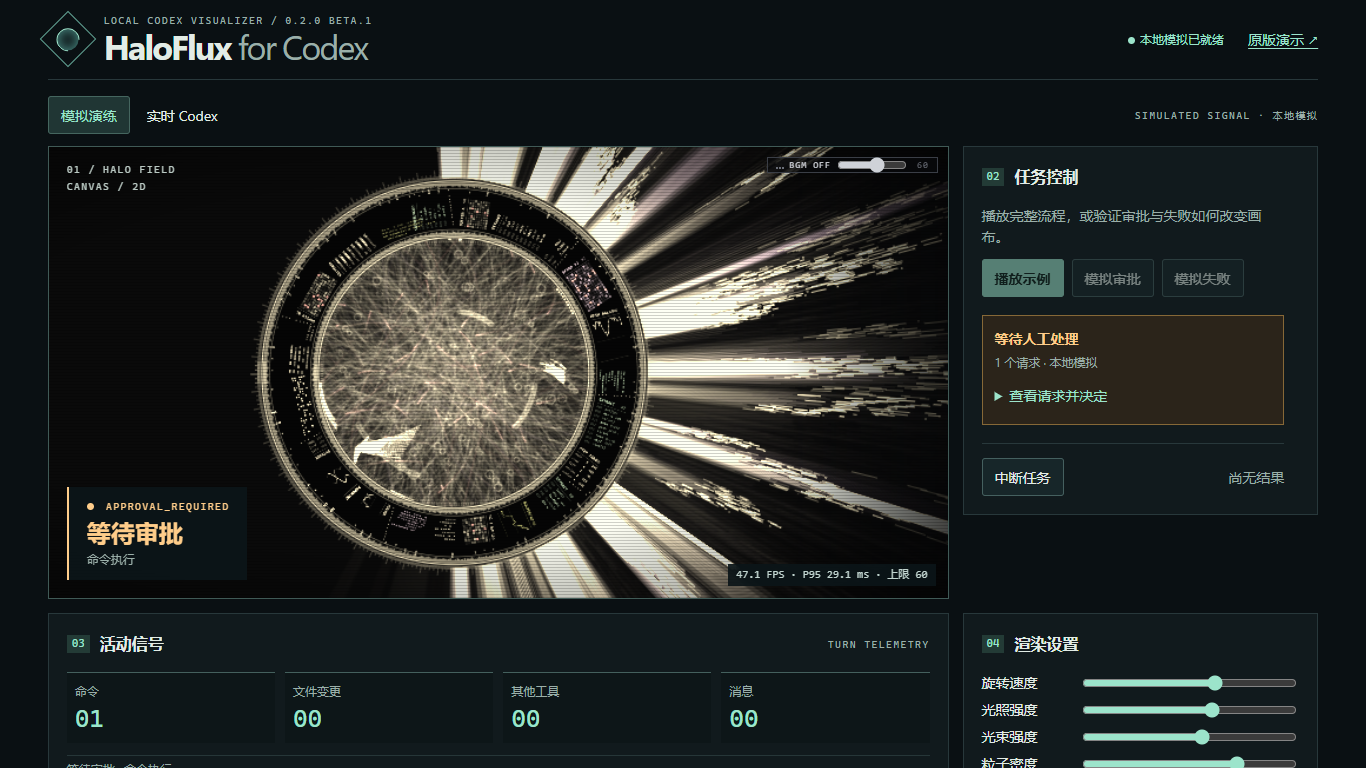 LOCAL CODEX VISUALIZER / 0.2.0 BETA.1
HaloFlux for Codex
本地模拟已就绪
原版演示 ↗
模拟演练
实时 Codex
SIMULATED SIGNAL · 本地模拟
01 / HALO FIELD
CANVAS / 2D
... BGM OFF
60
APPROVAL_REQUIRED
等待审批
命令执行
47.1 FPS · P95 29.1 ms · 上限 60
02 任务控制
播放完整流程，或验证审批与失败如何改变画
布。
播放示例
模拟审批
模拟失败
等待人工处理
1 个请求 · 本地模拟
▶ 查看请求并决定
中断任务
尚无结果
03 活动信号
TURN TELEMETRY
命令
01
文件变更
00
其他工具
00
消息
00
等待审批 · 命令执行
04 渲染设置
旋转速度
光照强度
光束强度
粒子密度